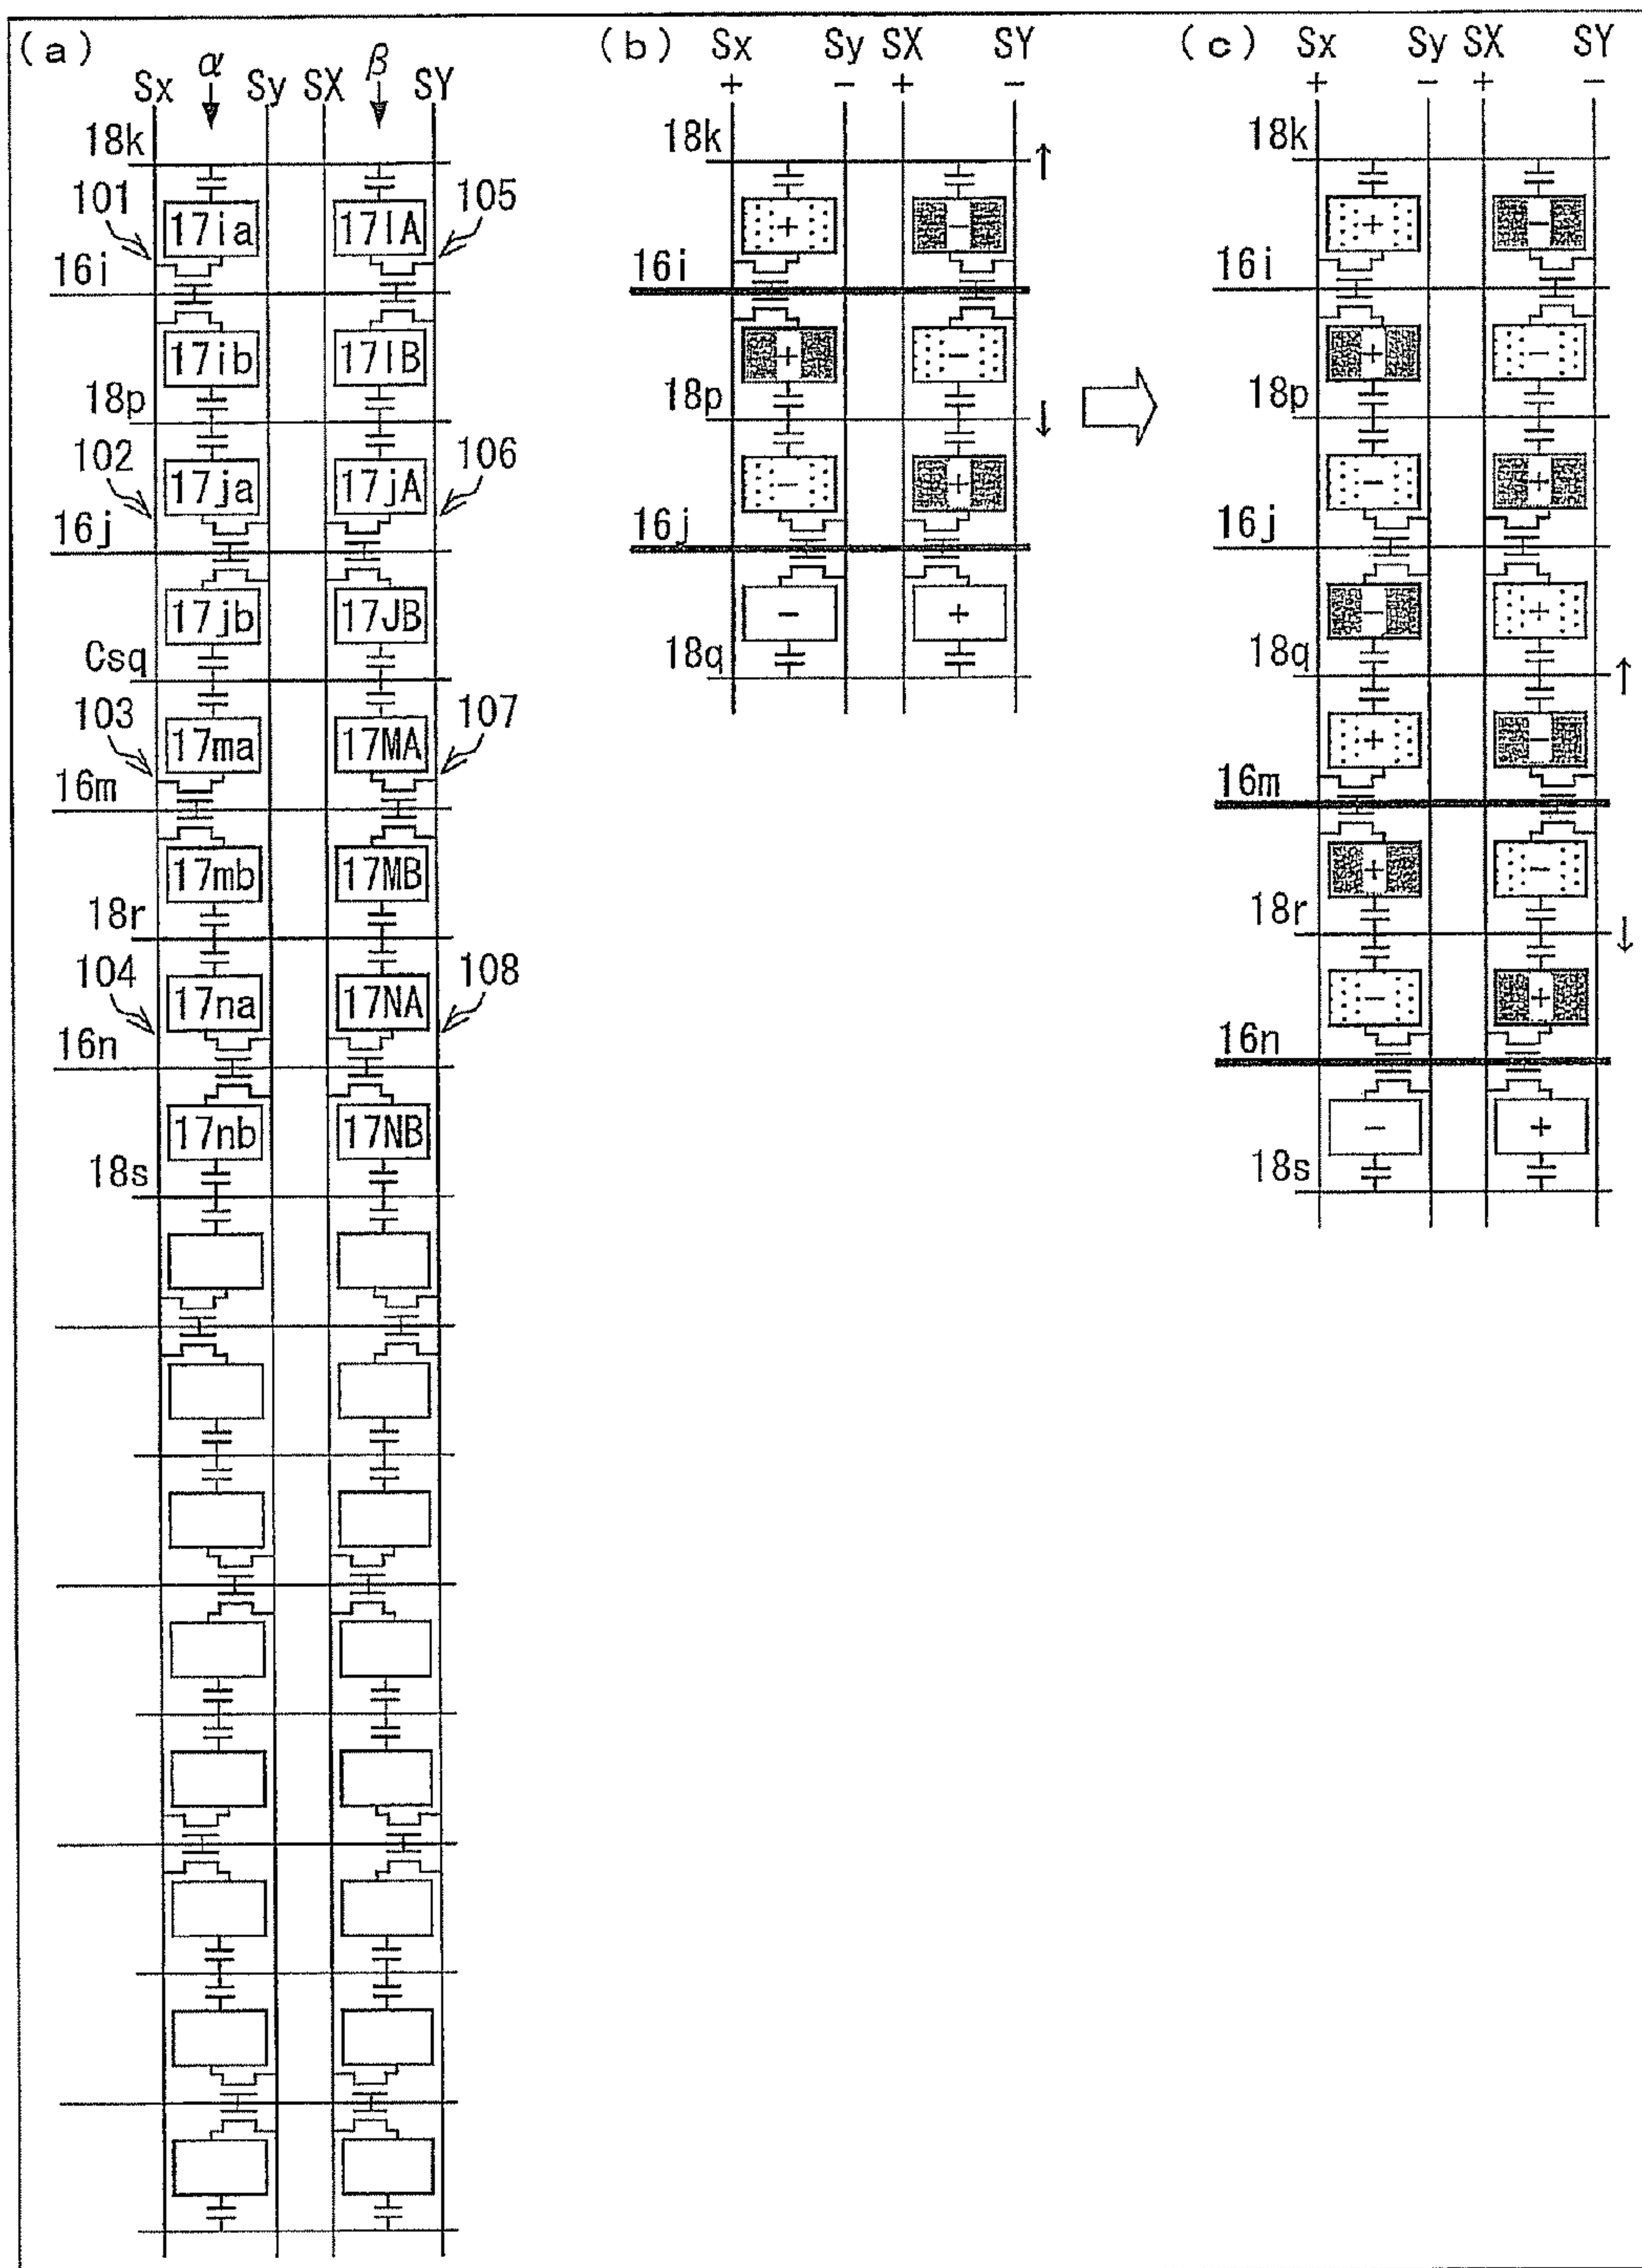 (a)
α β
Sx Sy SX SY
18k
101 105
17ia 17IA
16i
17ib 17IB
18p
102 106
17ja 17jA
16j
17jb 17JB
Csq
103 107
17ma 17MA
16m
17mb 17MB
18r
104 108
17na 17NA
16n
17nb 17NB
18s
(b) Sx Sy SX SY
+ − + −
18k ↑
+ −
16i
+ −
18p ↓
− +
16j
− +
18q
(c) Sx Sy SX SY
+ − + −
18k
+ −
16i
+ −
18p
− +
16j
− +
18q ↑
+ −
16m
+ −
18r ↓
− +
16n
− +
18s